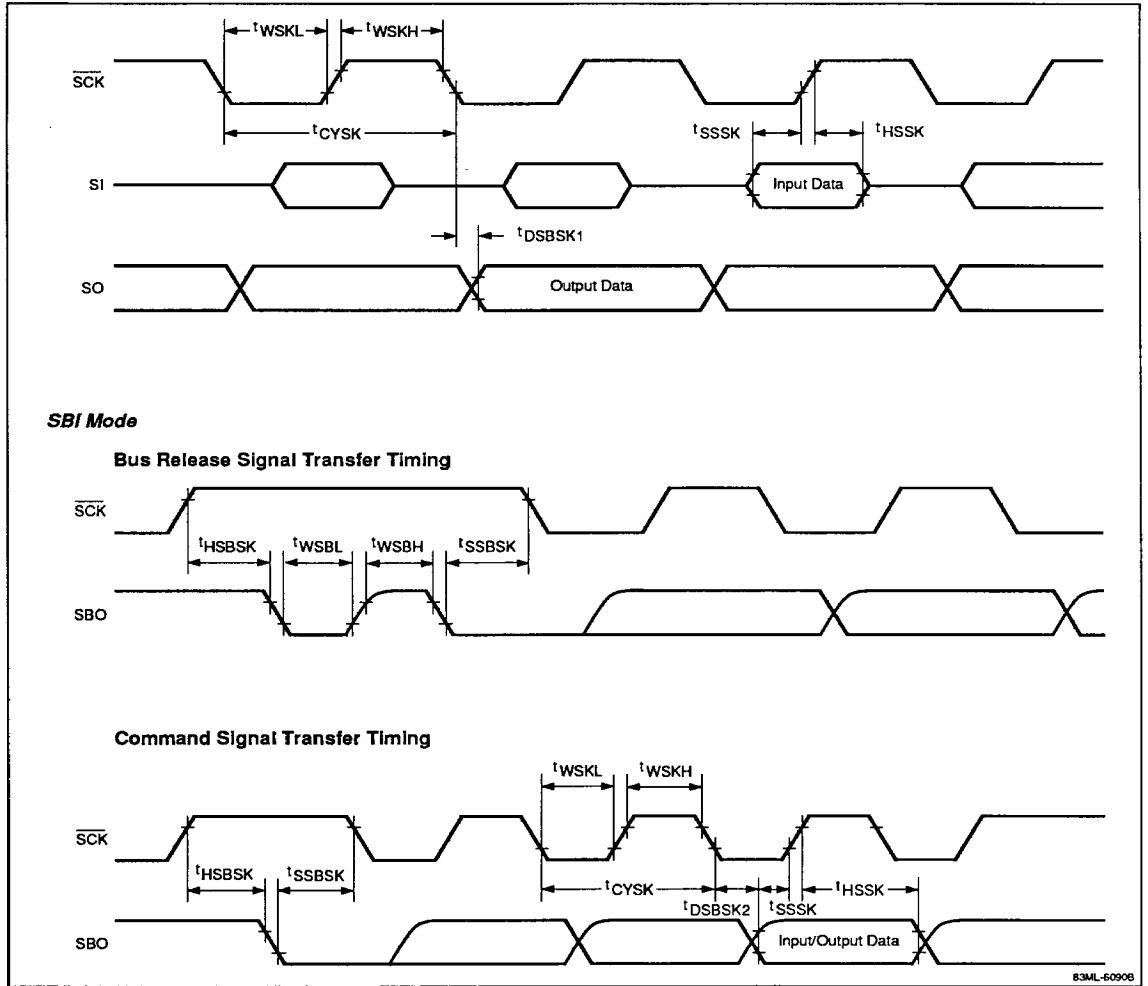 tWSKL tWSKH
SCK
tCYSK tSSSK tHSSK
SI Input Data
tDSBSK1
SO Output Data
SBI Mode
Bus Release Signal Transfer Timing
SCK
tHSBSK tWSBL tWSBH tSSBSK
SBO
Command Signal Transfer Timing
tWSKL tWSKH
SCK
tHSBSK tSSBSK tCYSK tHSSK
tDSBSK2 tSSSK
SBO Input/Output Data
83ML-6090B